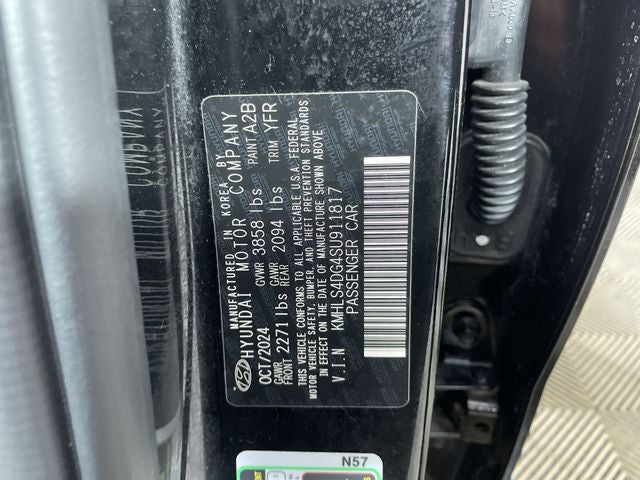 MANUFACTURED IN KOREA BY
HYUNDAI MOTOR COMPANY
OCT/2024 GVWR 3858 lbs PAINT A2B
GAWR FRONT 2271 lbs GAWR REAR 2094 lbs TRIM YFR
THIS VEHICLE CONFORMS TO ALL APPLICABLE U.S.A. FEDERAL
MOTOR VEHICLE SAFETY, BUMPER, AND THEFT PREVENTION STANDARDS
IN EFFECT ON THE DATE OF MANUFACTURE SHOWN ABOVE
V.I.N KMHLS4DG4SU911817
PASSENGER CAR
N57